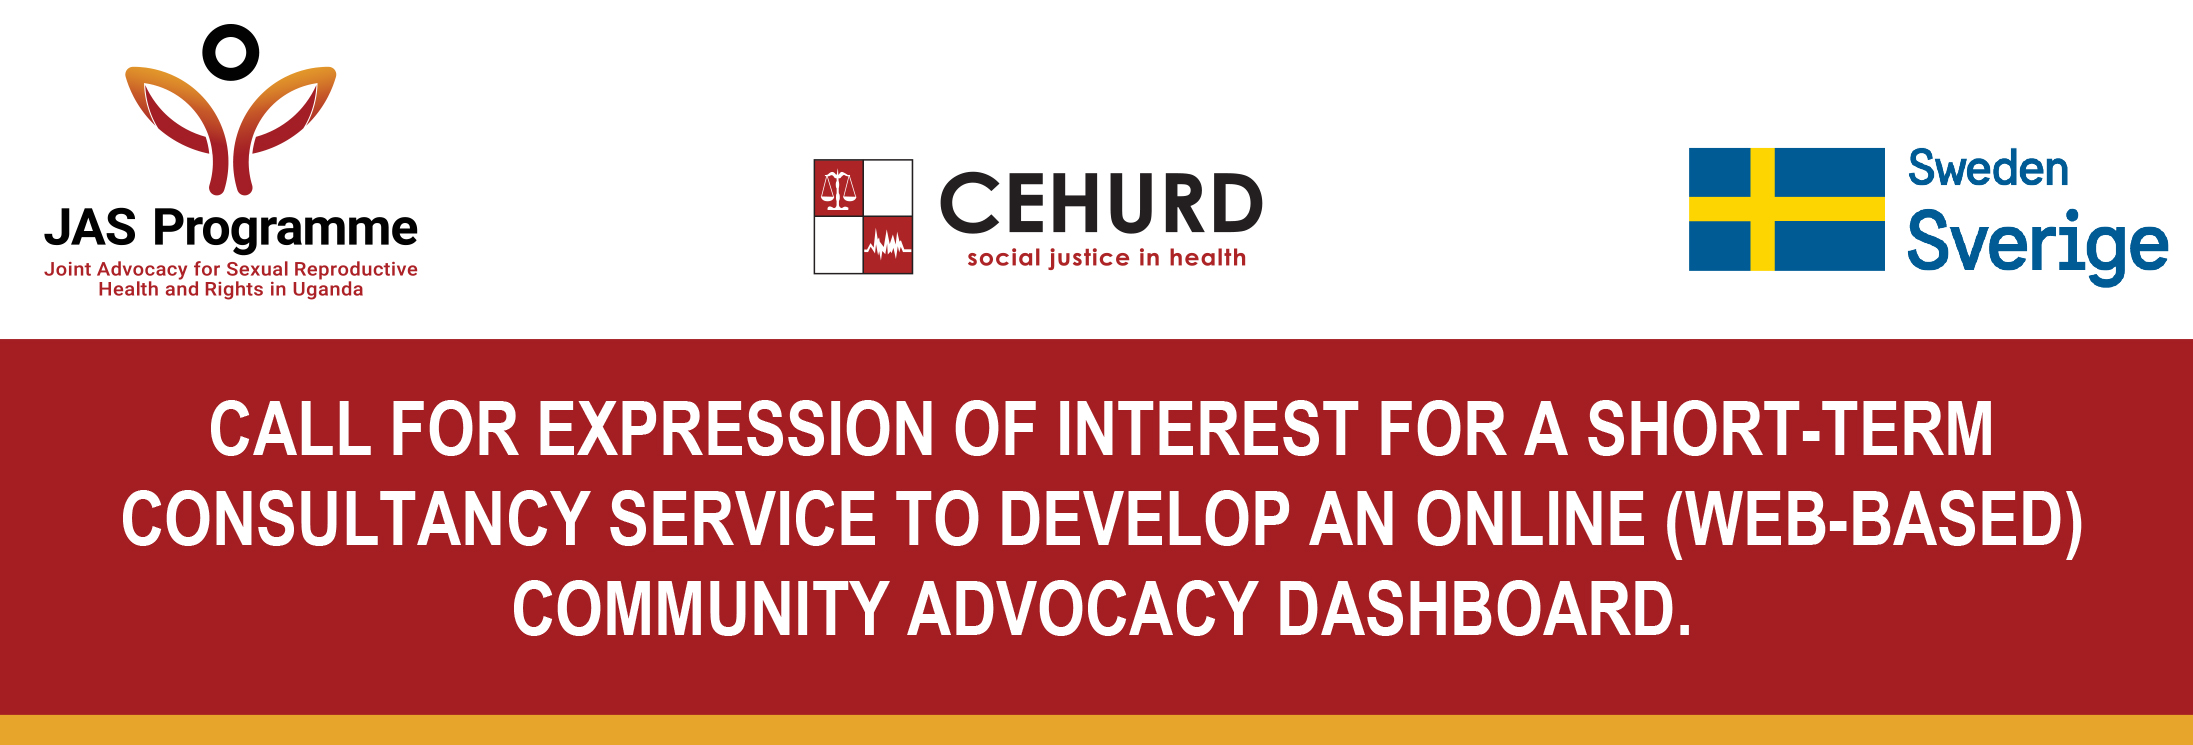 JAS Programme
Joint Advocacy for Sexual Reproductive
Health and Rights in Uganda
CEHURD
social justice in health
Sweden
Sverige
CALL FOR EXPRESSION OF INTEREST FOR A SHORT-TERM
CONSULTANCY SERVICE TO DEVELOP AN ONLINE (WEB-BASED)
COMMUNITY ADVOCACY DASHBOARD.